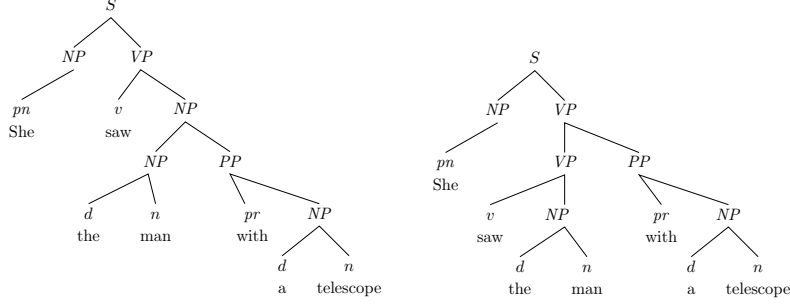 S
NP VP
pn v NP
She saw
NP PP
d n pr NP
the man with
d n
a telescope
S
NP VP
pn VP PP
She
v NP pr NP
saw with
d n d n
the man a telescope